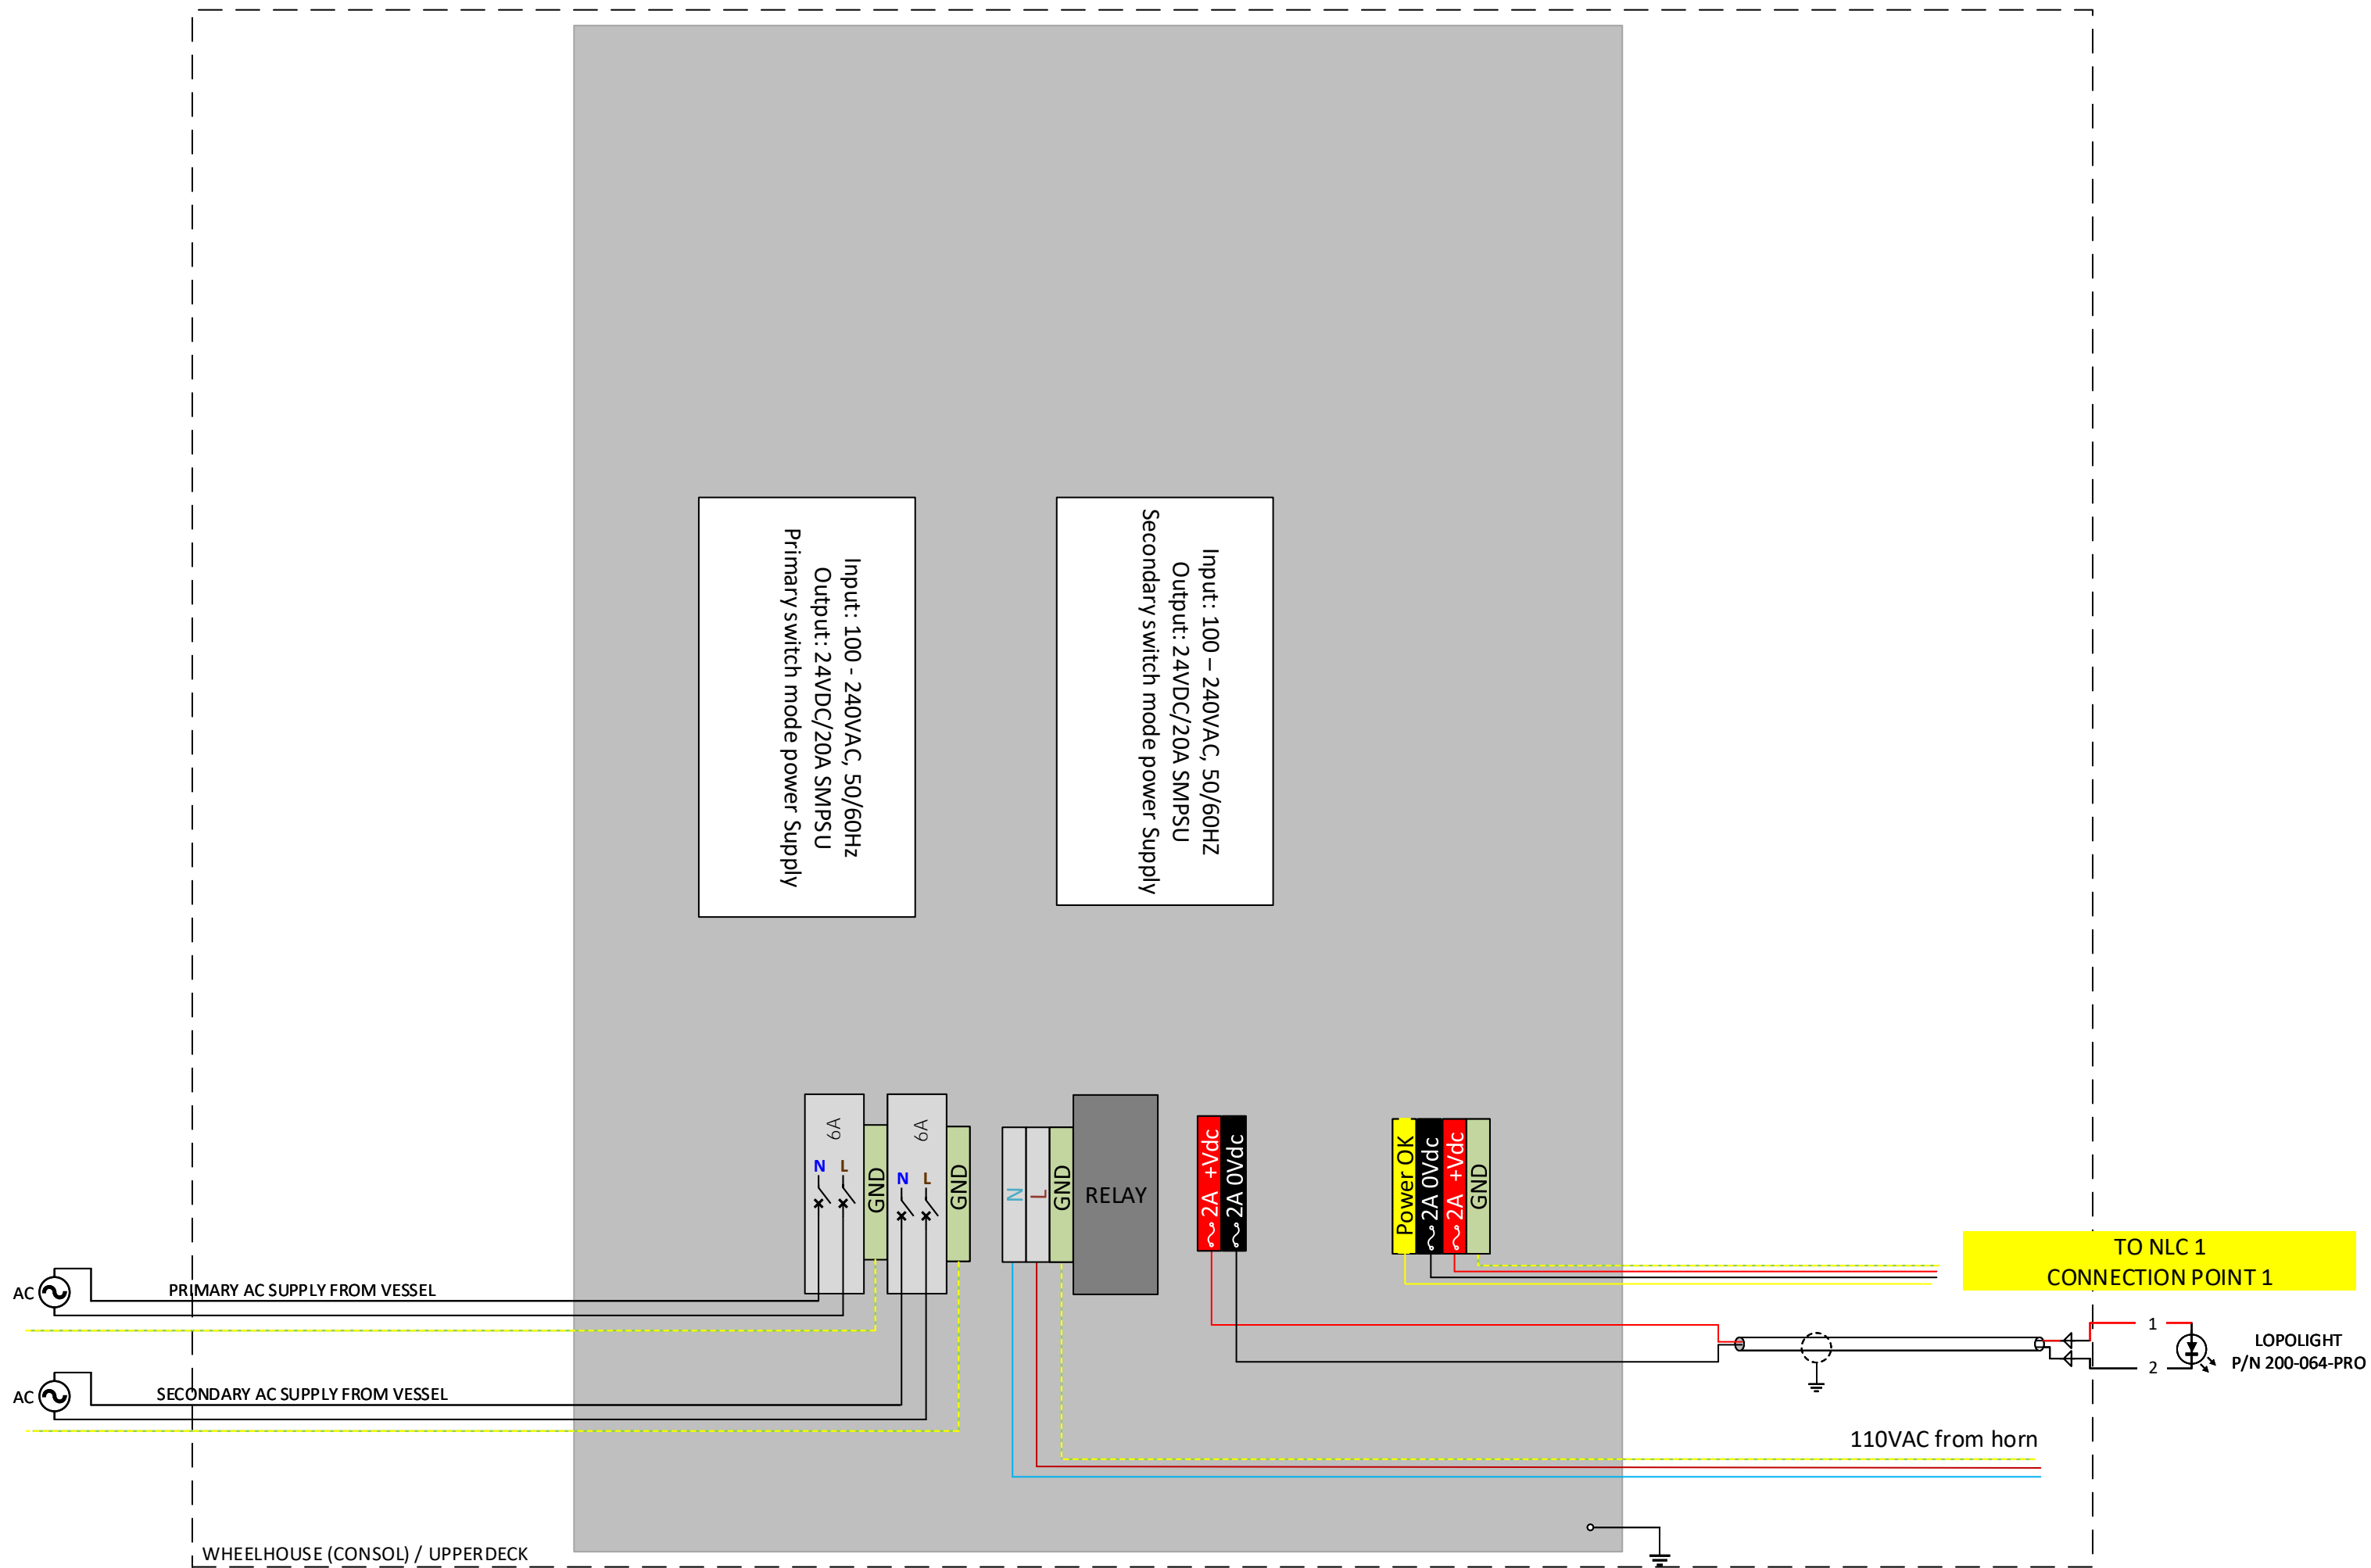 Input: 100 - 240VAC, 50/60Hz
Output: 24VDC/20A SMPSU
Primary switch mode power Supply
Input: 100 – 240VAC, 50/60HZ
Output: 24VDC/20A SMPSU
Secondary switch mode power Supply
6A
N L
GND
6A
N L
GND
N
L
GND
RELAY
2A +Vdc
2A 0Vdc
Power OK
2A 0Vdc
2A +Vdc
GND
TO NLC 1
CONNECTION POINT 1
AC
PRIMARY AC SUPPLY FROM VESSEL
1
2
LOPOLIGHT
P/N 200-064-PRO
AC
SECONDARY AC SUPPLY FROM VESSEL
110VAC from horn
WHEELHOUSE (CONSOL) / UPPERDECK